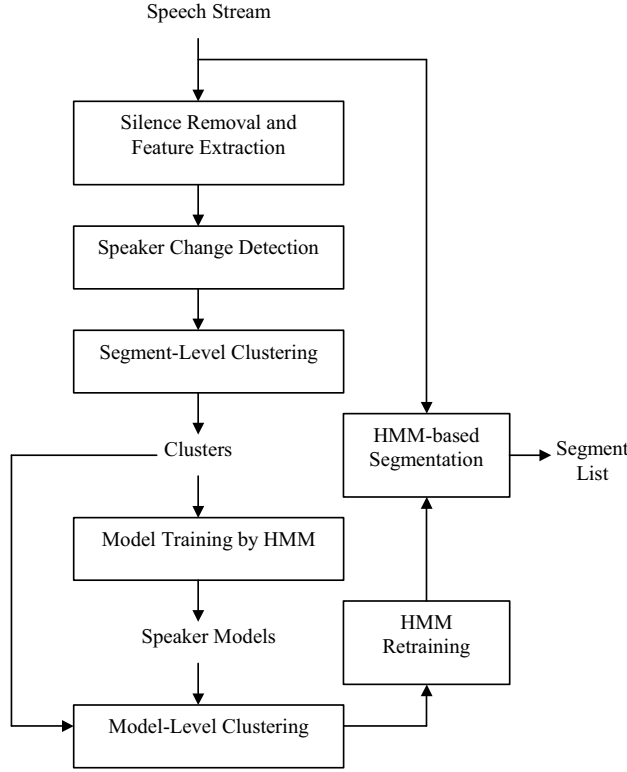 Speech Stream
Silence Removal and
Feature Extraction
Speaker Change Detection
Segment-Level Clustering
Clusters
HMM-based
Segmentation
Segment
List
Model Training by HMM
Speaker Models
HMM
Retraining
Model-Level Clustering